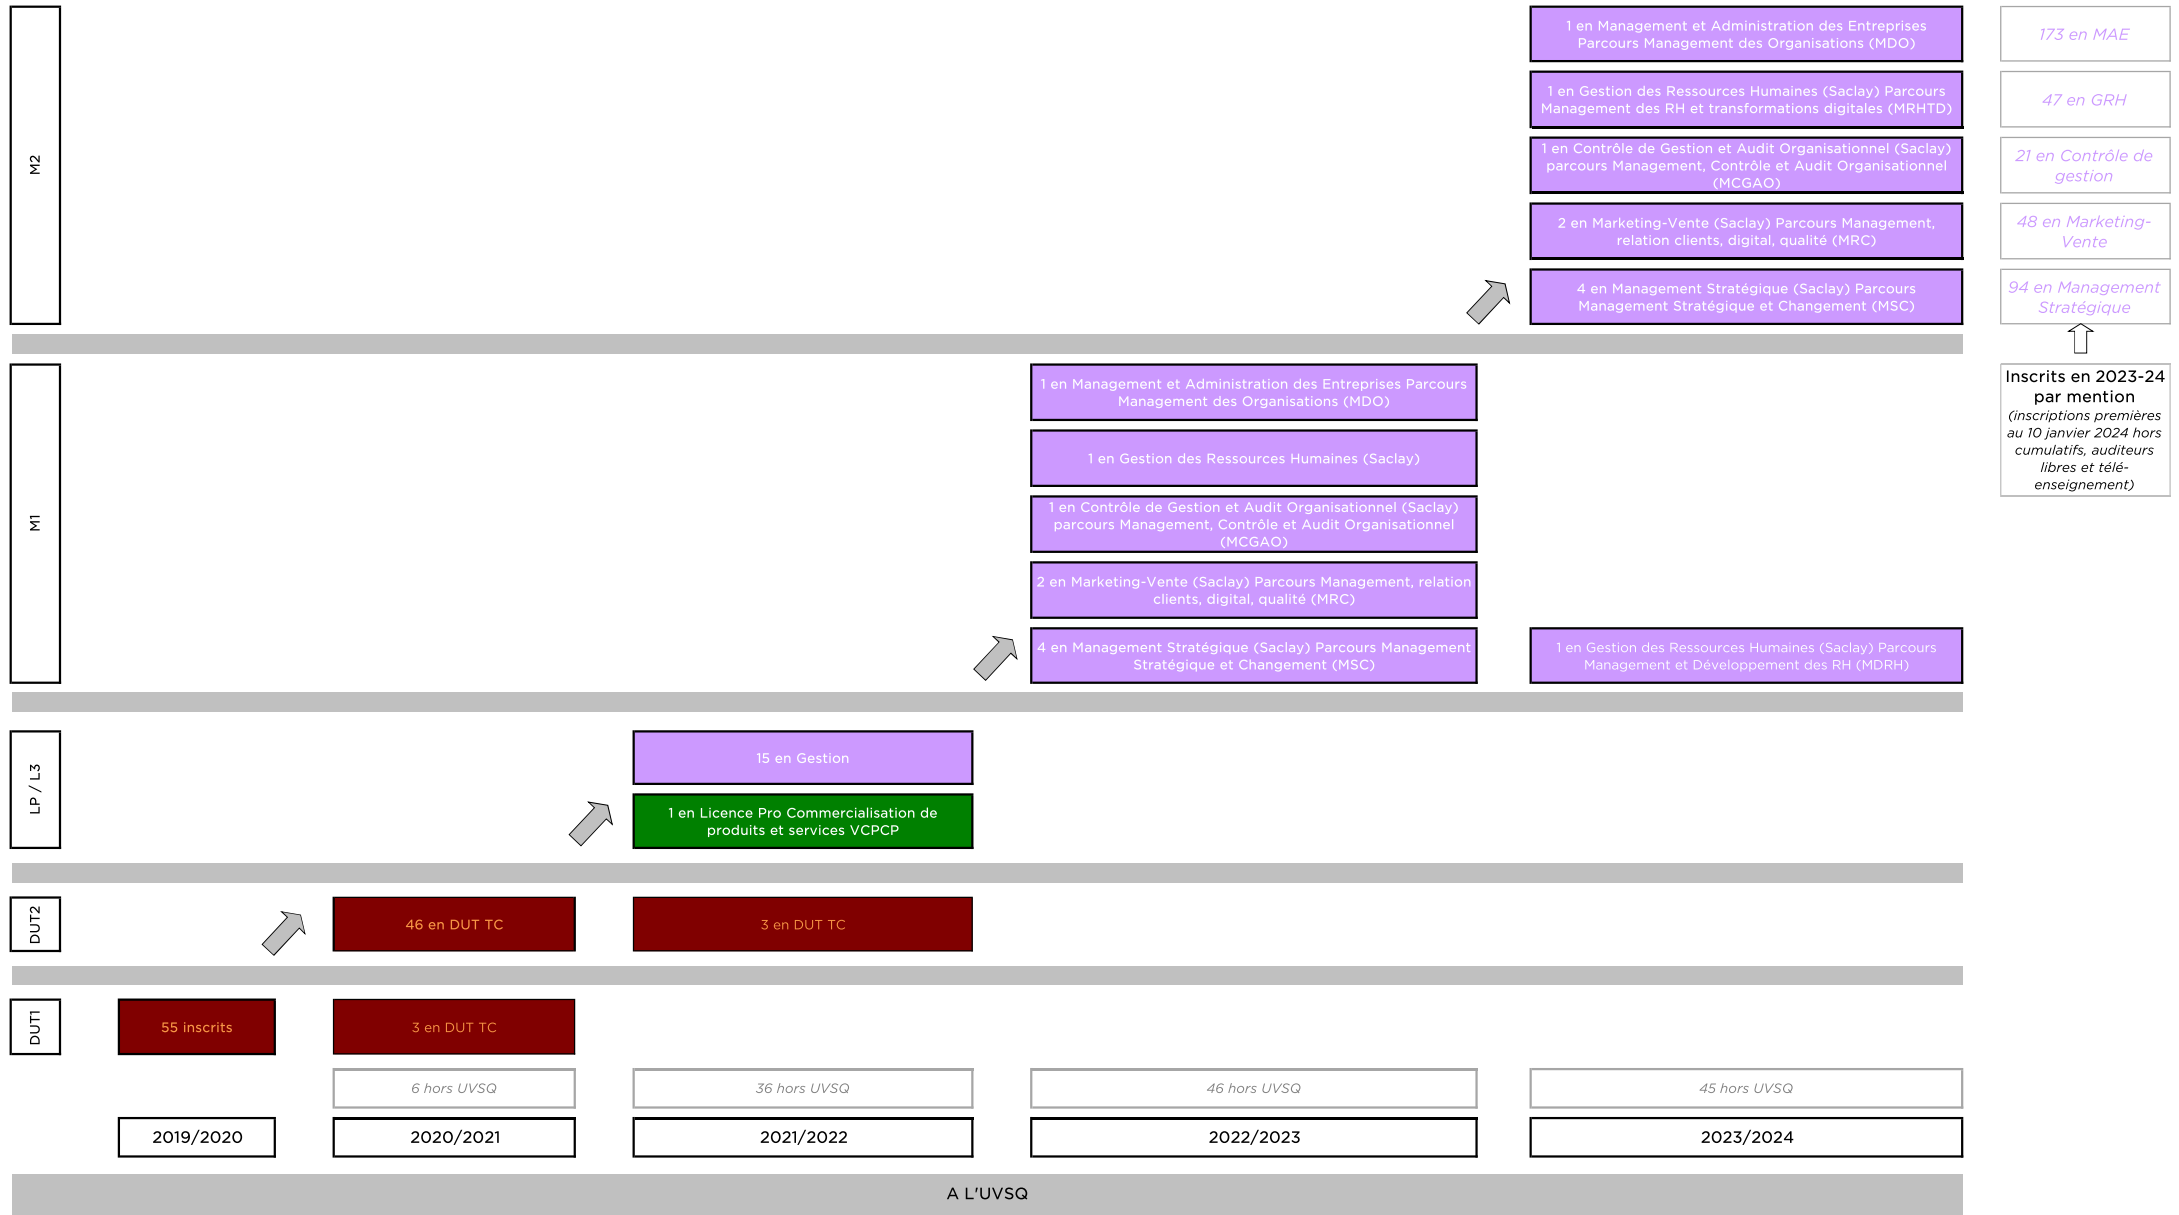 M2
1 en Management et Administration des Entreprises
Parcours Management des Organisations (MDO)
173 en MAE
1 en Gestion des Ressources Humaines (Saclay) Parcours
Management des RH et transformations digitales (MRHTD)
47 en GRH
1 en Contrôle de Gestion et Audit Organisationnel (Saclay)
parcours Management, Contrôle et Audit Organisationnel
(MCGAO)
21 en Contrôle de
gestion
2 en Marketing-Vente (Saclay) Parcours Management,
relation clients, digital, qualité (MRC)
48 en Marketing-
Vente
4 en Management Stratégique (Saclay) Parcours
Management Stratégique et Changement (MSC)
94 en Management
Stratégique
M1
1 en Management et Administration des Entreprises Parcours
Management des Organisations (MDO)
Inscrits en 2023-24
par mention
(inscriptions premières
au 10 janvier 2024 hors
cumulatifs, auditeurs
libres et télé-
enseignement)
1 en Gestion des Ressources Humaines (Saclay)
1 en Contrôle de Gestion et Audit Organisationnel (Saclay)
parcours Management, Contrôle et Audit Organisationnel
(MCGAO)
2 en Marketing-Vente (Saclay) Parcours Management, relation
clients, digital, qualité (MRC)
4 en Management Stratégique (Saclay) Parcours Management
Stratégique et Changement (MSC)
1 en Gestion des Ressources Humaines (Saclay) Parcours
Management et Développement des RH (MDRH)
LP / L3
15 en Gestion
1 en Licence Pro Commercialisation de
produits et services VCPCP
DUT2
46 en DUT TC
3 en DUT TC
DUT1
55 inscrits
3 en DUT TC
6 hors UVSQ
36 hors UVSQ
46 hors UVSQ
45 hors UVSQ
2019/2020
2020/2021
2021/2022
2022/2023
2023/2024
A L'UVSQ